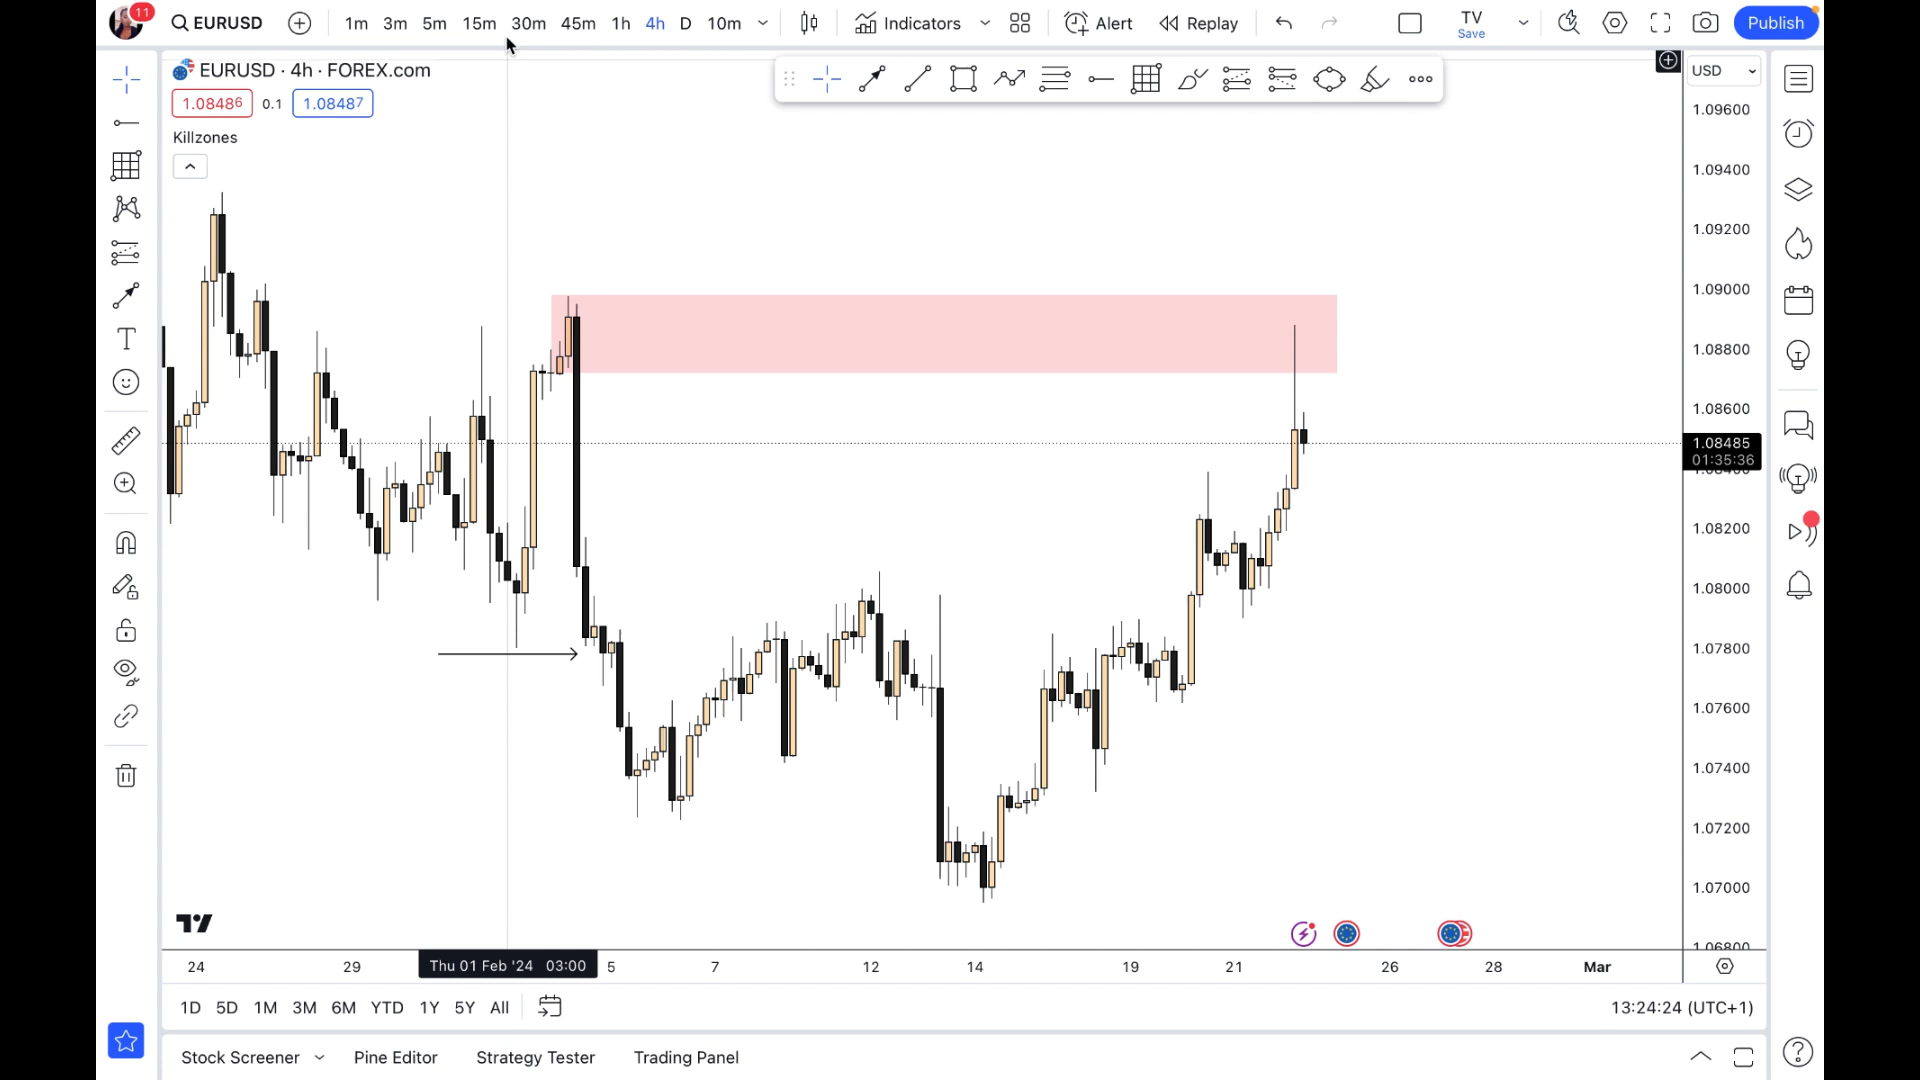 11
EURUSD
1m 3m 5m 15m 30m 45m 1h 4h D 10m
Indicators
Alert
Replay
TV
Save
Publish
EURUSD · 4h · FOREX.com
USD
1.08486 0.1 1.08487
Killzones
1.09600
1.09400
1.09200
1.09000
1.08800
1.08600
1.08485
01:35:36
1.08400
1.08200
1.08000
1.07800
1.07600
1.07400
1.07200
1.07000
1.06800
24 29 Thu 01 Feb '24 03:00 5 7 12 14 19 21 26 28 Mar
1D 5D 1M 3M 6M YTD 1Y 5Y All
13:24:24 (UTC+1)
Stock Screener Pine Editor Strategy Tester Trading Panel